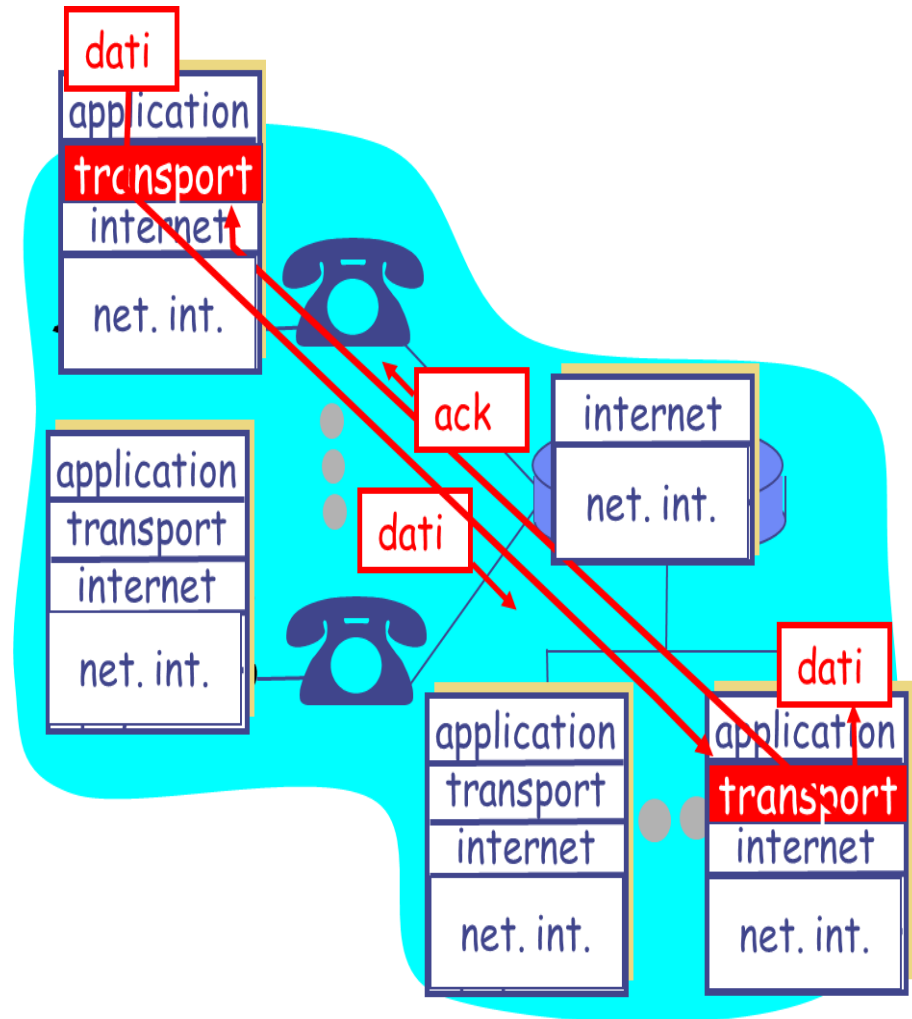 dati
application
transport
internet
net. int.
ack
internet
net. int.
dati
application
transport
internet
net. int.
dati
application
transport
internet
net. int.
application
transport
internet
net. int.